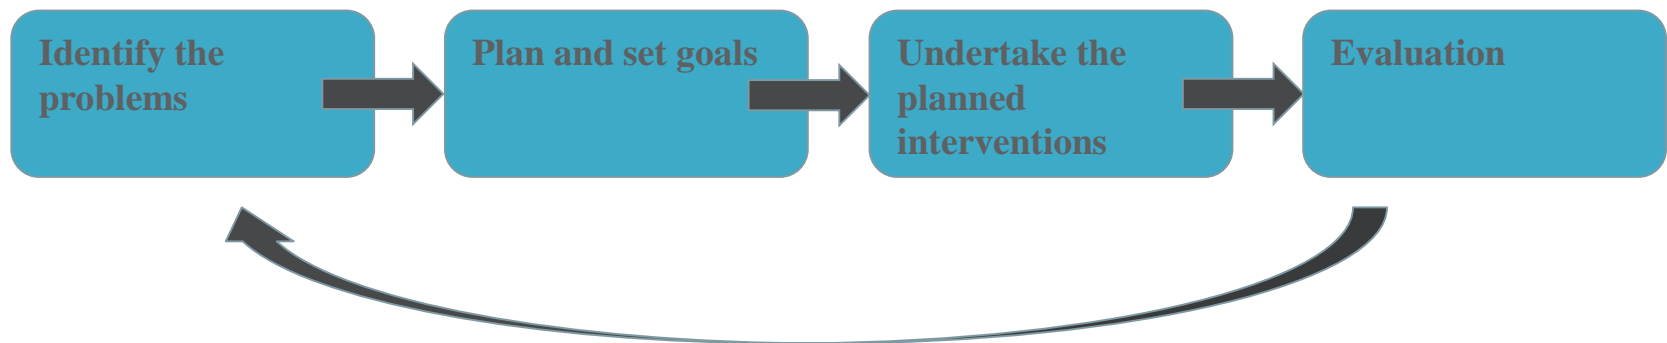 Identify the
problems
Plan and set goals
Undertake the
planned
interventions
Evaluation